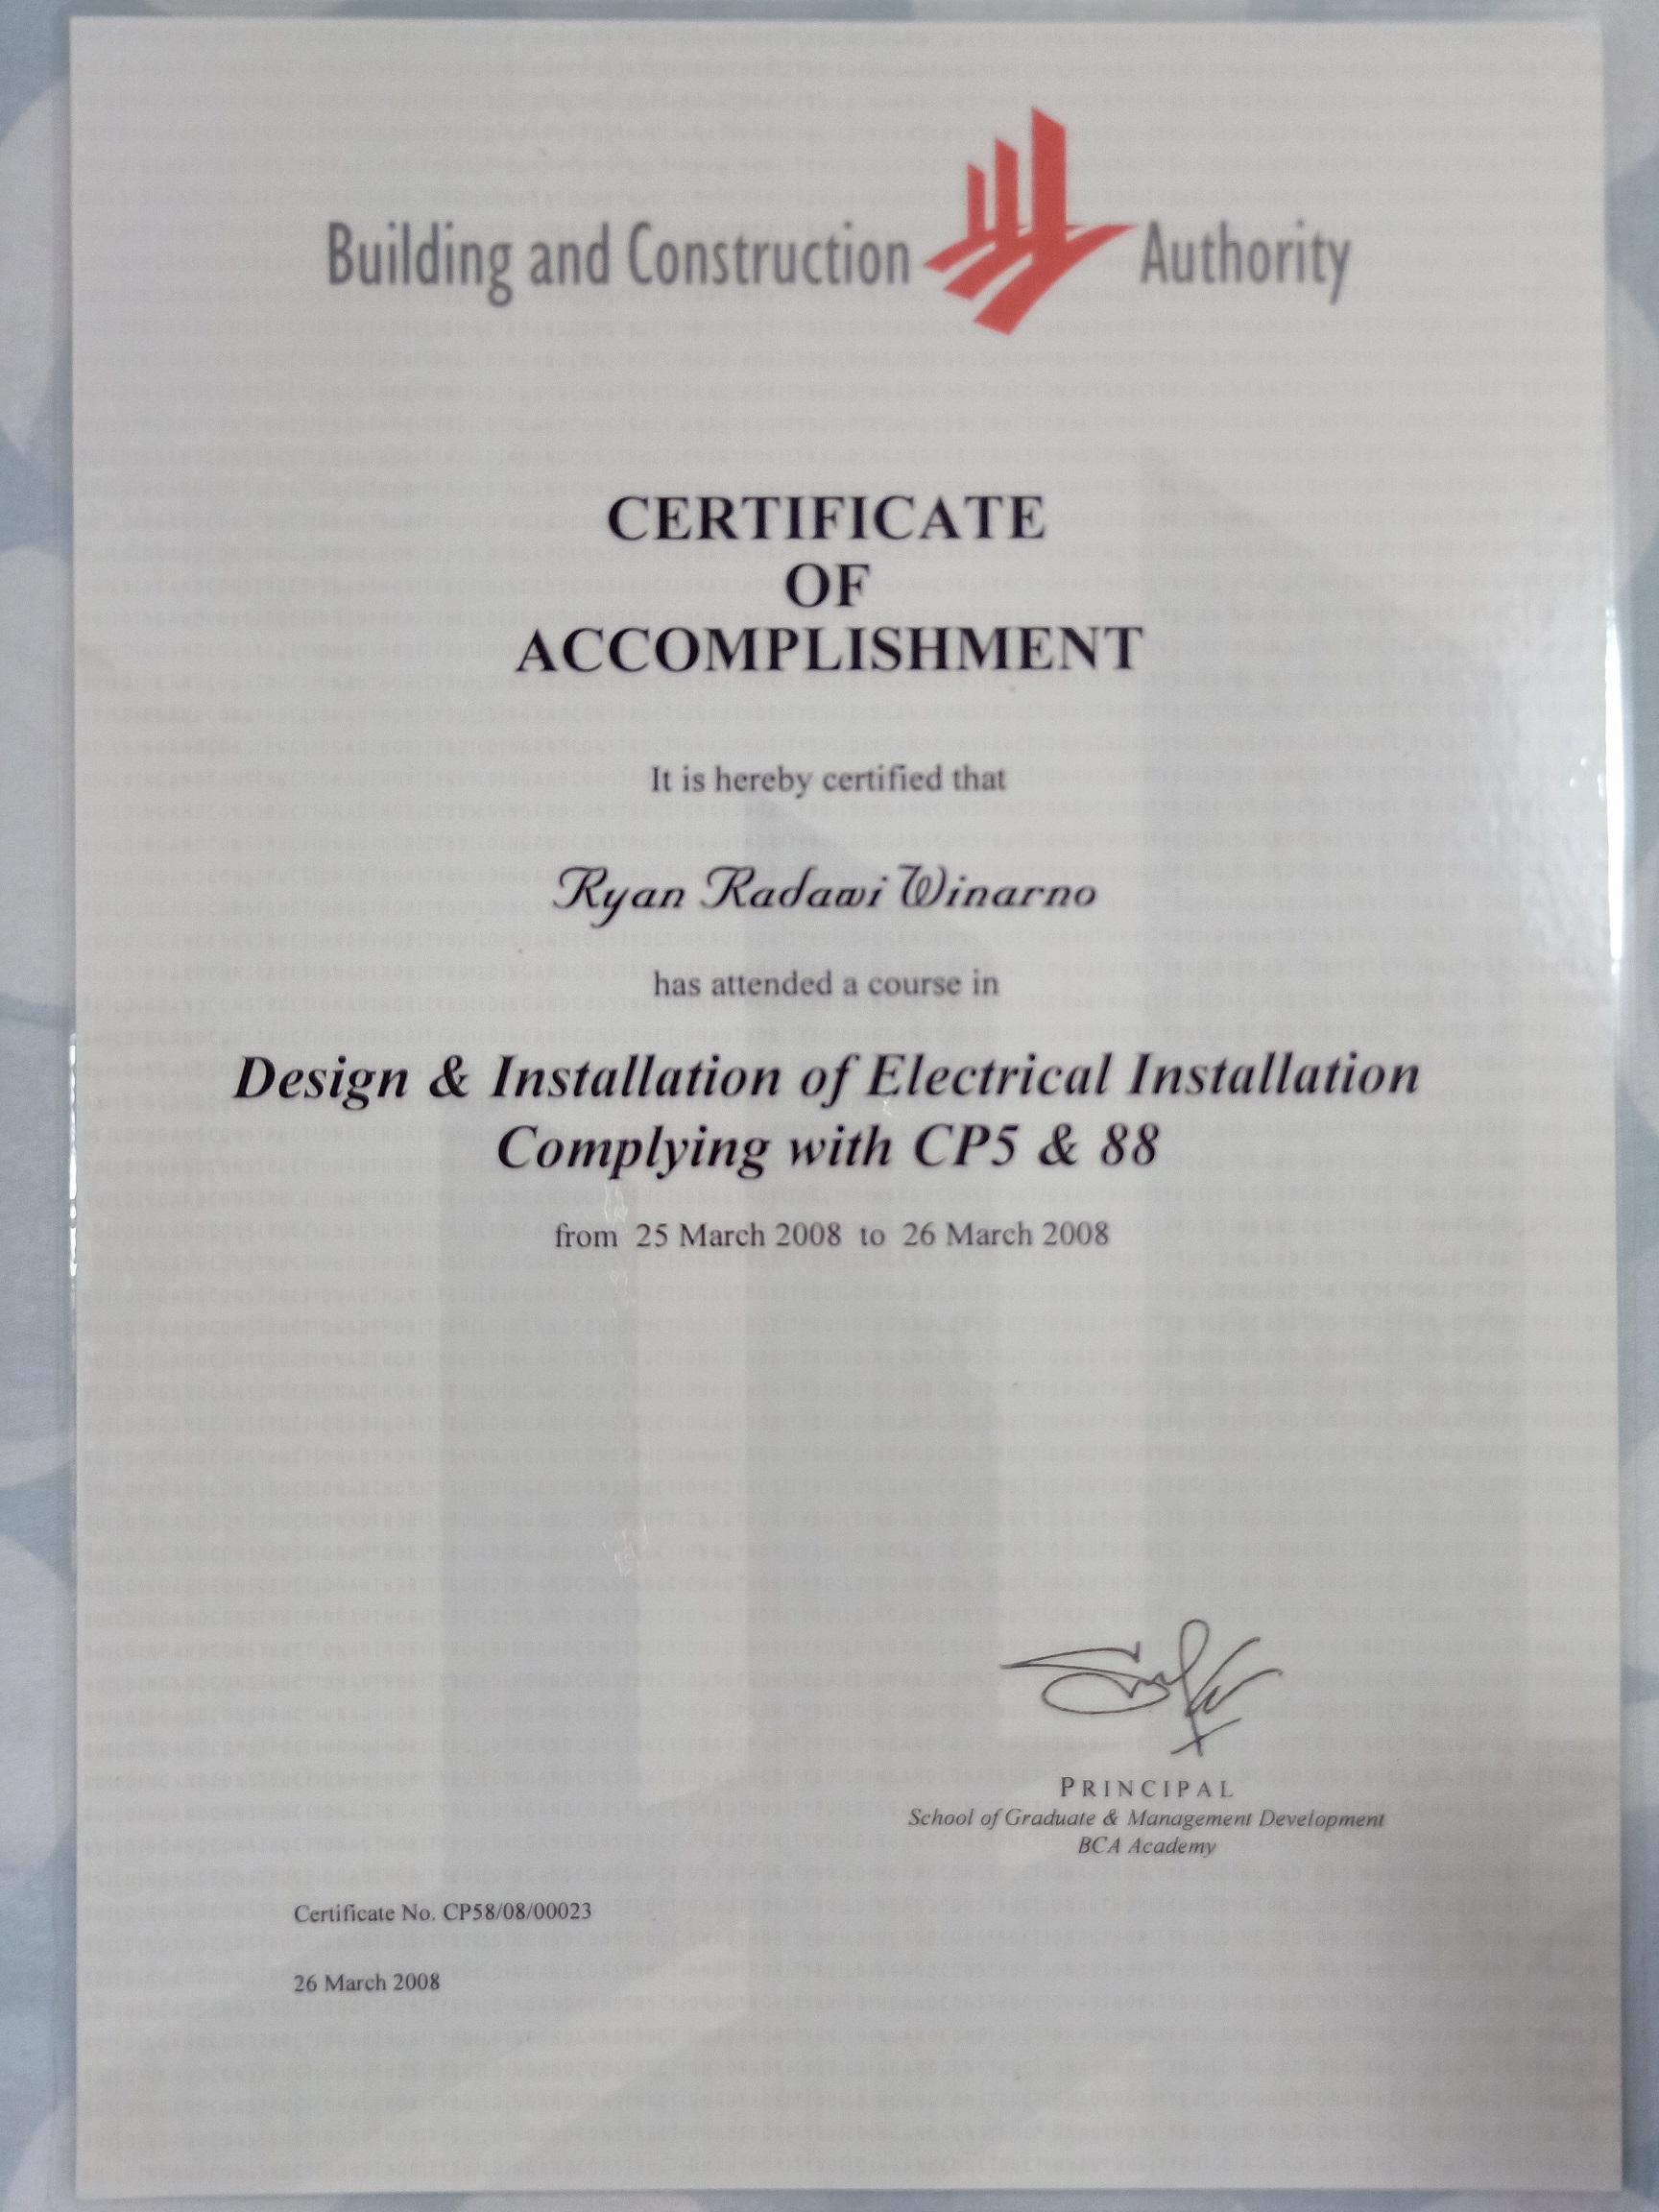 Building and Construction Authority
CERTIFICATE
OF
ACCOMPLISHMENT
It is hereby certified that
Ryan Radawi Winarno
has attended a course in
Design & Installation of Electrical Installation
Complying with CP5 & 88
from 25 March 2008 to 26 March 2008
PRINCIPAL
School of Graduate & Management Development
BCA Academy
Certificate No. CP58/08/00023
26 March 2008